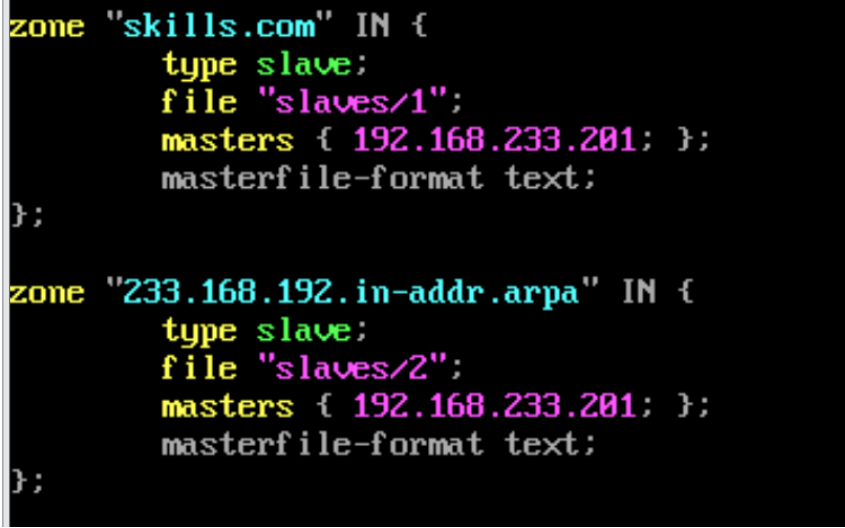 zone "skills.com" IN {
        type slave;
        file "slaves/1";
        masters { 192.168.233.201; };
        masterfile-format text;
};

zone "233.168.192.in-addr.arpa" IN {
        type slave;
        file "slaves/2";
        masters { 192.168.233.201; };
        masterfile-format text;
};